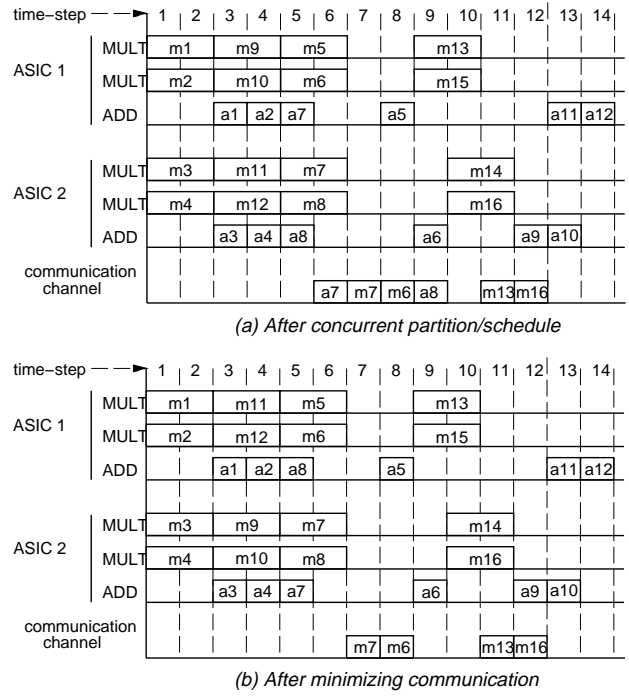 time−step 1 2 3 4 5 6 7 8 9 10 11 12 13 14
MULT m1 m9 m5 m13
ASIC 1
MULT m2 m10 m6 m15
ADD a1 a2 a7 a5 a11 a12
MULT m3 m11 m7 m14
ASIC 2
MULT m4 m12 m8 m16
ADD a3 a4 a8 a6 a9 a10
communication
channel
a7 m7 m6 a8 m13 m16
(a) After concurrent partition/schedule
time−step 1 2 3 4 5 6 7 8 9 10 11 12 13 14
MULT m1 m11 m5 m13
ASIC 1
MULT m2 m12 m6 m15
ADD a1 a2 a8 a5 a11 a12
MULT m3 m9 m7 m14
ASIC 2
MULT m4 m10 m8 m16
ADD a3 a4 a7 a6 a9 a10
communication
channel
m7 m6 m13 m16
(b) After minimizing communication